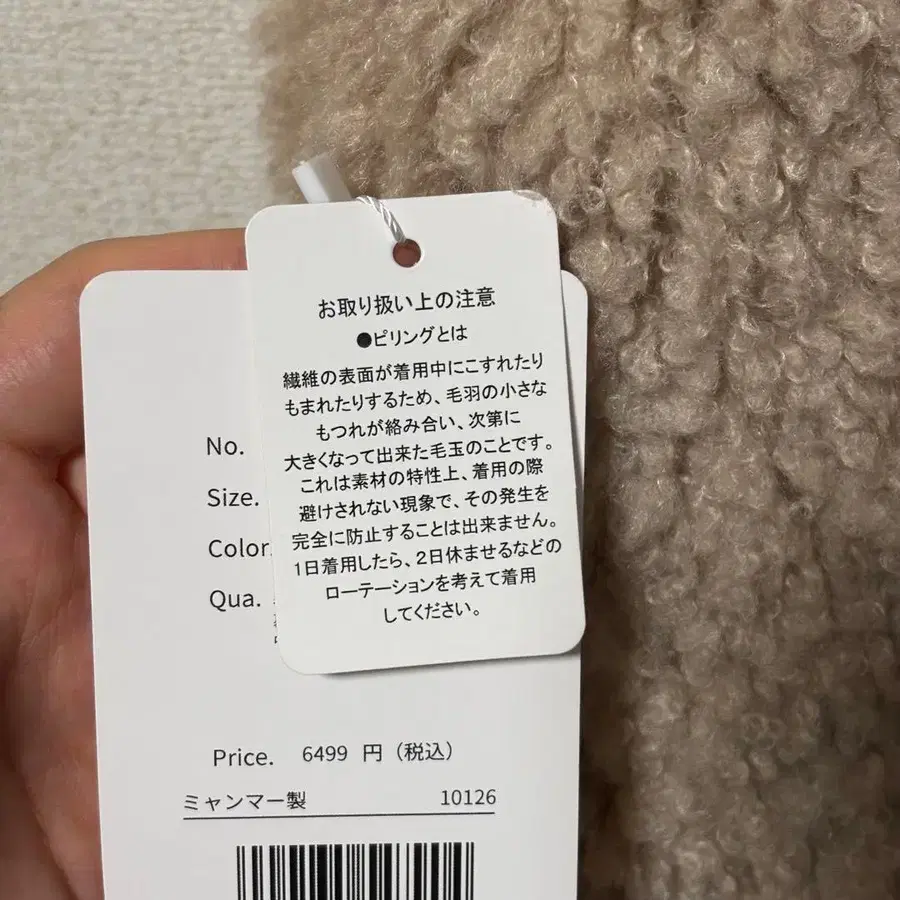 お取り扱い上の注意
●ピリングとは
繊維の表面が着用中にこすれたり
もまれたりするため、毛羽の小さな
もつれが絡み合い、次第に
大きくなって出来た毛玉のことです。
これは素材の特性上、着用の際
避けされない現象で、その発生を
完全に防止することは出来ません。
1日着用したら、2日休ませるなどの
ローテーションを考えて着用
してください。
No.
Size.
Color.
Qua.
Price. 6499 円（税込）
ミャンマー製 10126